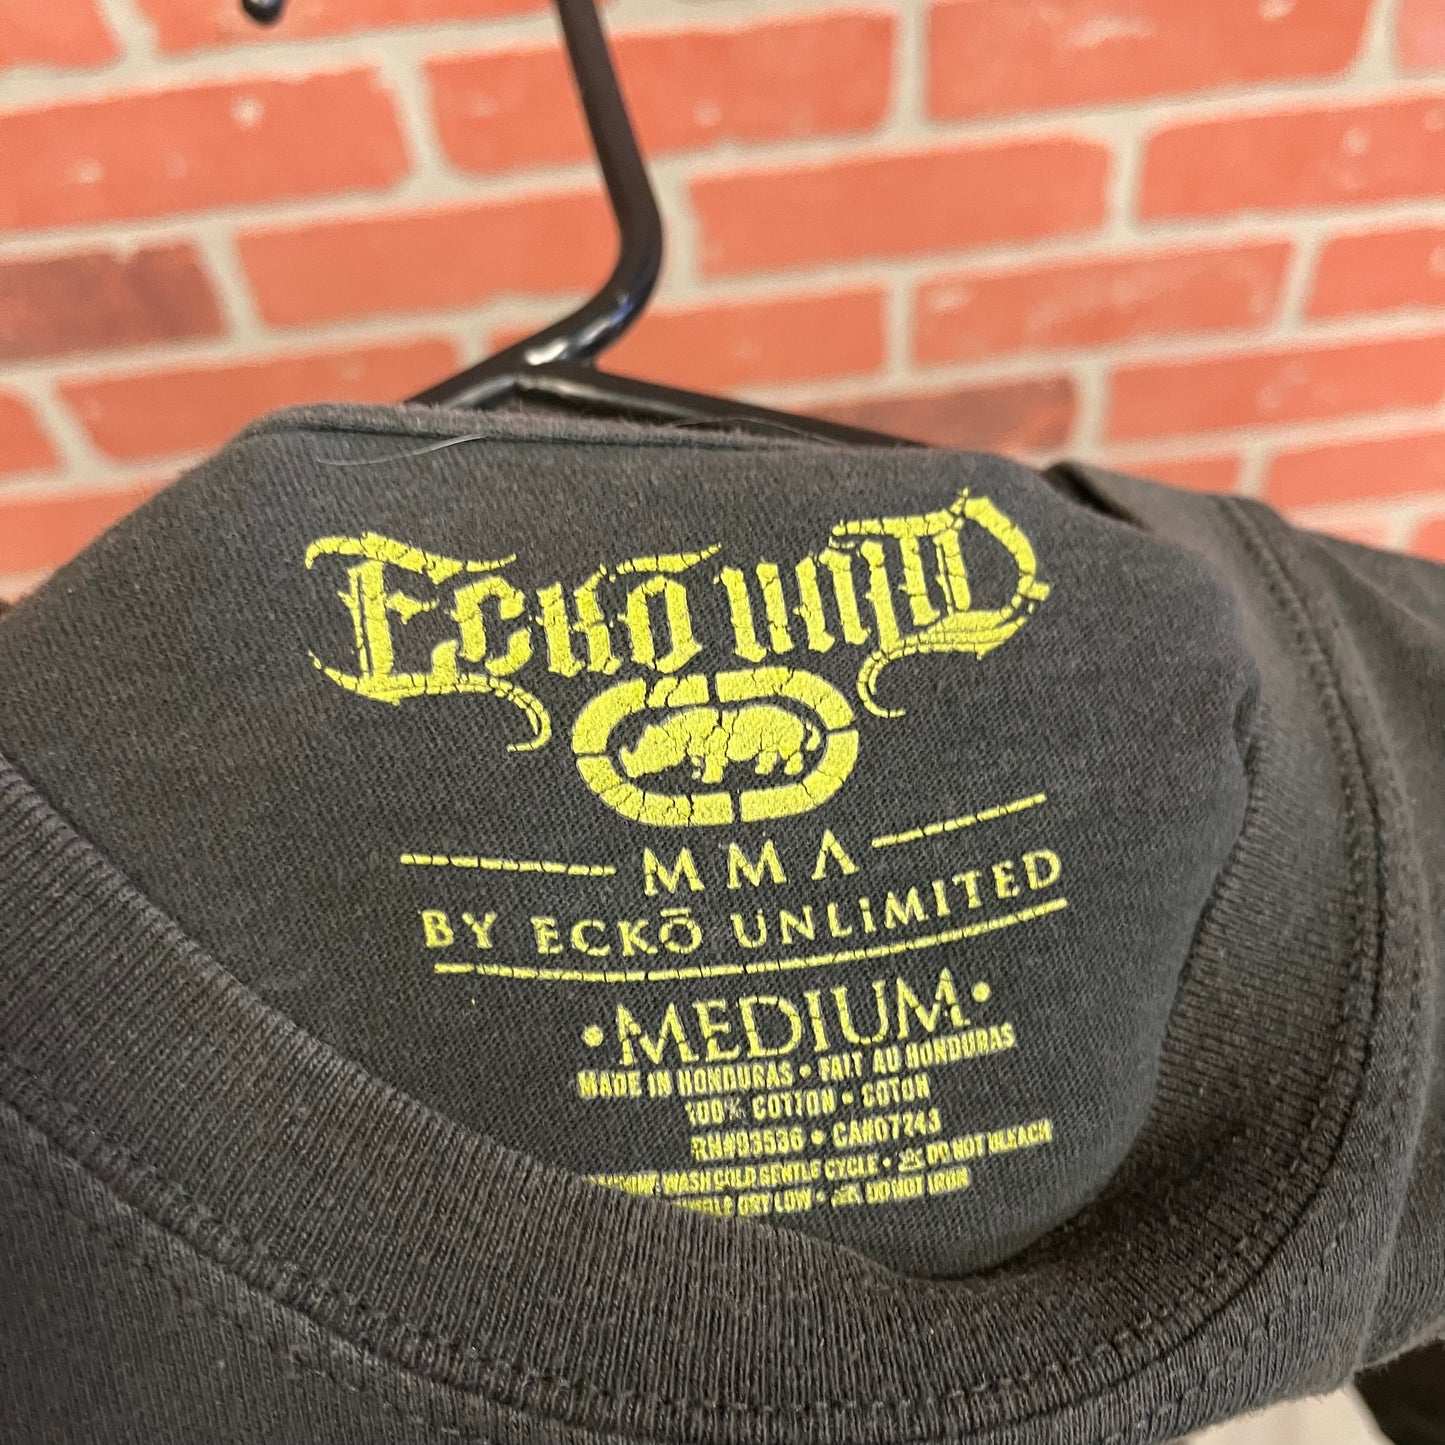 Eckō Unltd
MMA
BY ECKŌ UNLiMITED
•MEDIUM•
MADE IN HONDURAS • FAIT AU HONDURAS
100% COTTON • COTON
RN#93536 • CA#07243
WASH COLD GENTLE CYCLE • DO NOT BLEACH
DRY LOW • DO NOT IRON